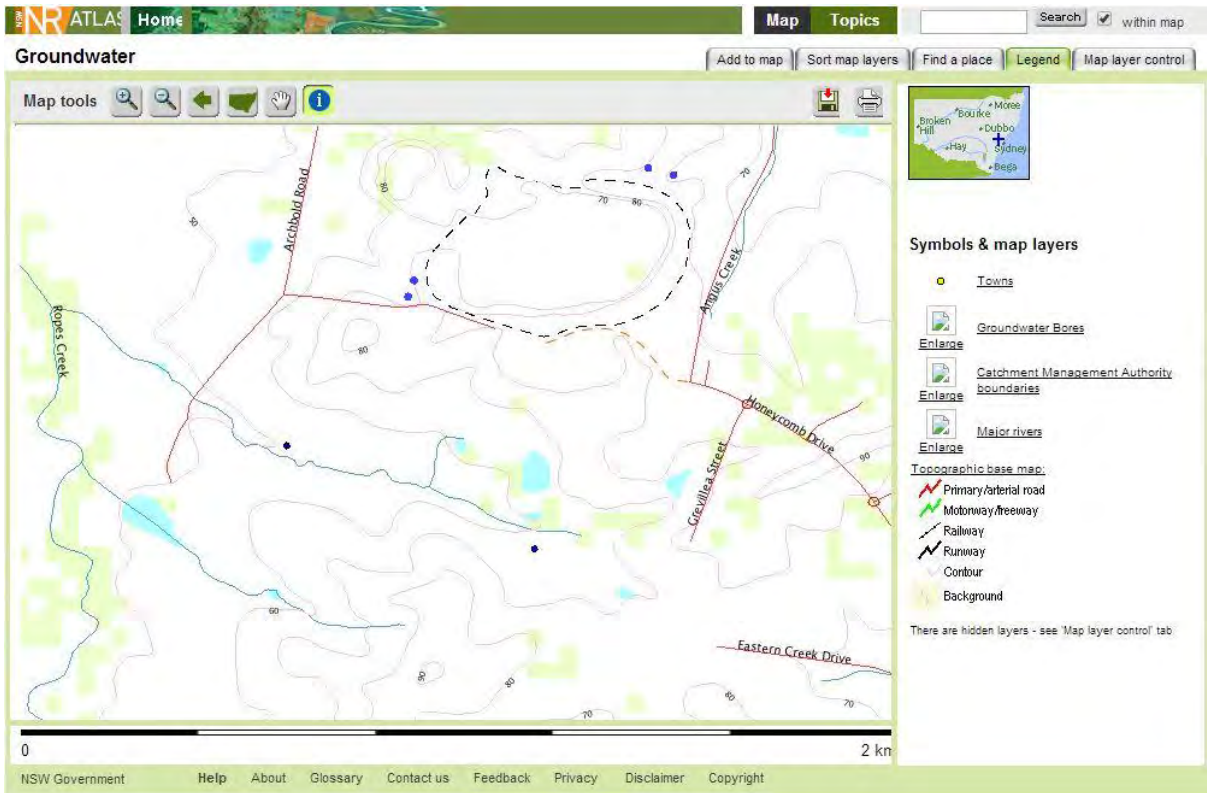 NSW NR ATLAS Home
Map Topics
Search within map
Groundwater
Add to map Sort map layers Find a place Legend Map layer control
Map tools
Archbold Road
Ropes Creek
Angus Creek
Honeycomb Drive
Grevillea Street
Eastern Creek Drive
80
70
80
70
50
80
90
60
90
80
70
80
70
0
2 km
Broken Hill
Bourke
Moree
Dubbo
Hay
Sydney
Bega
Symbols & map layers
Towns
Enlarge
Groundwater Bores
Enlarge
Catchment Management Authority
boundaries
Enlarge
Major rivers
Topographic base map:
Primary/arterial road
Motorway/freeway
Railway
Runway
Contour
Background
There are hidden layers - see 'Map layer control' tab
NSW Government Help About Glossary Contact us Feedback Privacy Disclaimer Copyright